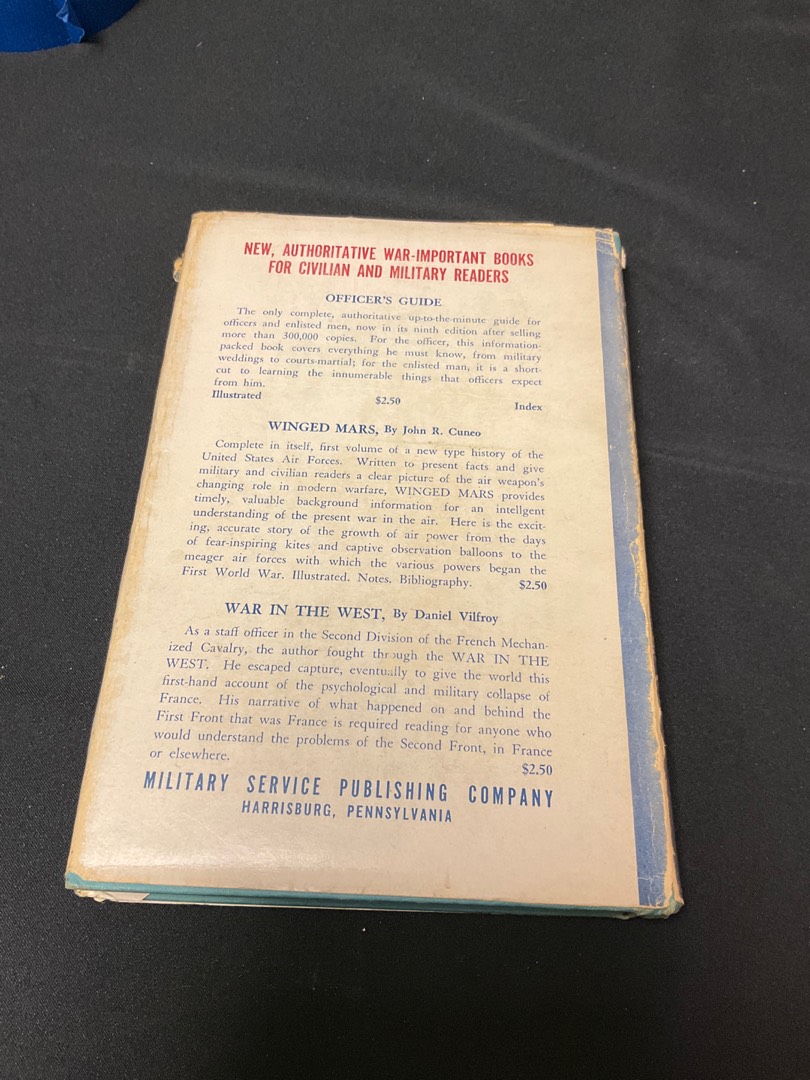 NEW, AUTHORITATIVE WAR-IMPORTANT BOOKS
FOR CIVILIAN AND MILITARY READERS
OFFICER'S GUIDE
The only complete, authoritative up-to-the-minute guide for
officers and enlisted men, now in its ninth edition after selling
more than 300,000 copies. For the officer, this information-
packed book covers everything he must know, from military
weddings to courts-martial; for the enlisted man, it is a short-
cut to learning the innumerable things that officers expect
from him.
Illustrated $2.50 Index
WINGED MARS, By John R. Cuneo
Complete in itself, first volume of a new type history of the
United States Air Forces. Written to present facts and give
military and civilian readers a clear picture of the air weapon's
changing role in modern warfare, WINGED MARS provides
timely, valuable background information for an intellgent
understanding of the present war in the air. Here is the excit-
ing, accurate story of the growth of air power from the days
of fear-inspiring kites and captive observation balloons to the
meager air forces with which the various powers began the
First World War. Illustrated. Notes. Bibliography. $2.50
WAR IN THE WEST, By Daniel Vilfroy
As a staff officer in the Second Division of the French Mechan-
ized Cavalry, the author fought through the WAR IN THE
WEST. He escaped capture, eventually to give the world this
first-hand account of the psychological and military collapse of
France. His narrative of what happened on and behind the
First Front that was France is required reading for anyone who
would understand the problems of the Second Front, in France
or elsewhere. $2.50
MILITARY SERVICE PUBLISHING COMPANY
HARRISBURG, PENNSYLVANIA